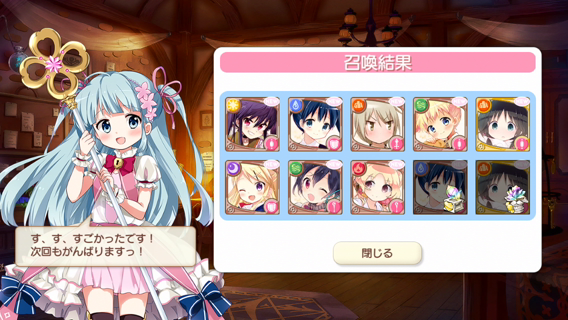 召喚結果
す、す、すごかったです！
次回もがんばりますっ！
閉じる